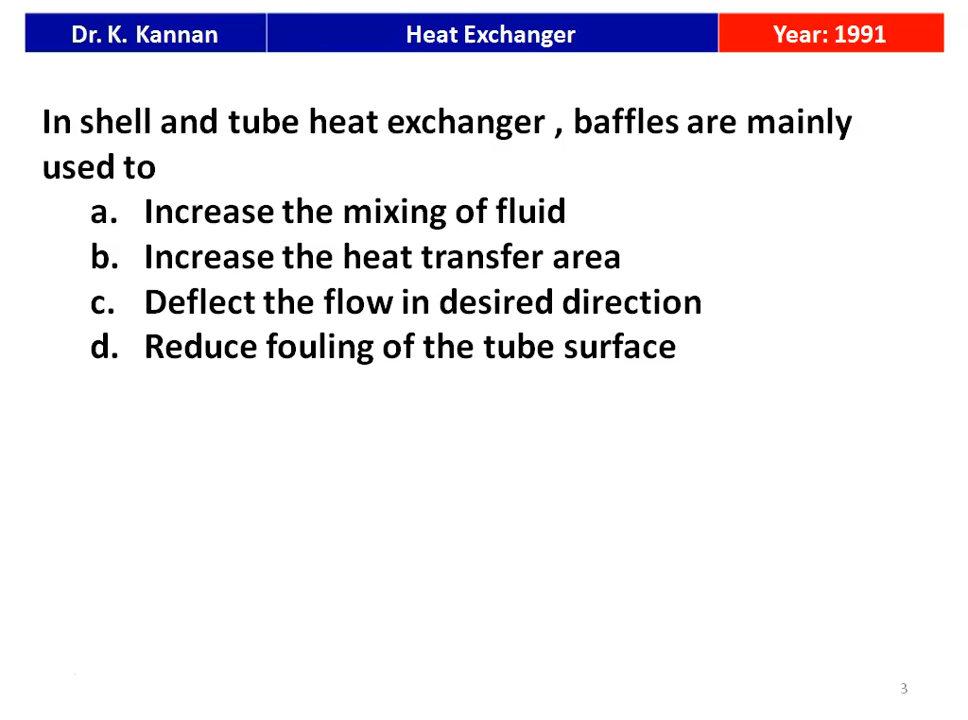 Dr. K. Kannan Heat Exchanger Year: 1991
In shell and tube heat exchanger , baffles are mainly
used to
a. Increase the mixing of fluid
b. Increase the heat transfer area
c. Deflect the flow in desired direction
d. Reduce fouling of the tube surface
3